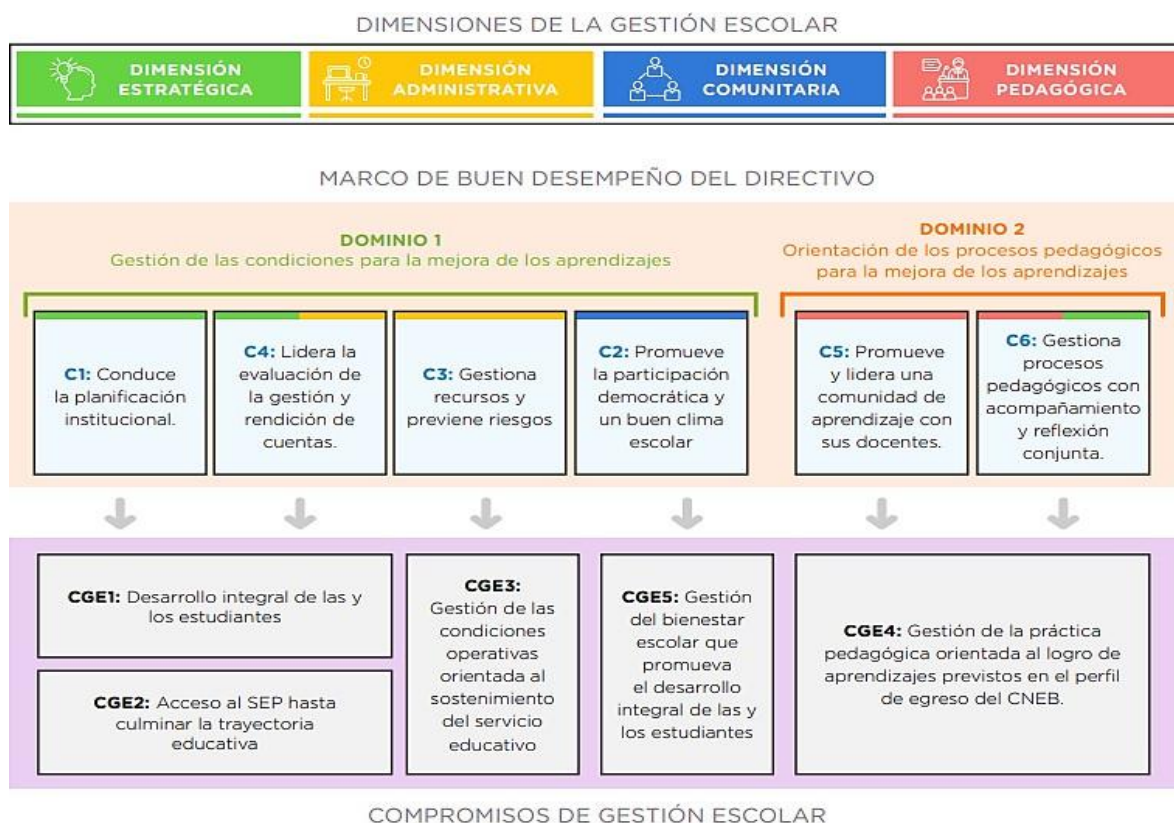 DIMENSIONES DE LA GESTIÓN ESCOLAR
DIMENSIÓN
ESTRATÉGICA
DIMENSIÓN
ADMINISTRATIVA
DIMENSIÓN
COMUNITARIA
DIMENSIÓN
PEDAGÓGICA
MARCO DE BUEN DESEMPEÑO DEL DIRECTIVO
DOMINIO 1
Gestión de las condiciones para la mejora de los aprendizajes
DOMINIO 2
Orientación de los procesos pedagógicos
para la mejora de los aprendizajes
C1: Conduce
la planificación
institucional.
C4: Lidera la
evaluación de
la gestión y
rendición de
cuentas.
C3: Gestiona
recursos y
previene riesgos
C2: Promueve
la participación
democrática y
un buen clima
escolar
C5: Promueve
y lidera una
comunidad de
aprendizaje con
sus docentes.
C6: Gestiona
procesos
pedagógicos con
acompañamiento
y reflexión
conjunta.
CGE1: Desarrollo integral de las y
los estudiantes
CGE2: Acceso al SEP hasta
culminar la trayectoria
educativa
CGE3:
Gestión de las
condiciones
operativas
orientada al
sostenimiento
del servicio
educativo
CGE5: Gestión
del bienestar
escolar que
promueva
el desarrollo
integral de las y
los estudiantes
CGE4: Gestión de la práctica
pedagógica orientada al logro de
aprendizajes previstos en el perfil
de egreso del CNEB.
COMPROMISOS DE GESTIÓN ESCOLAR